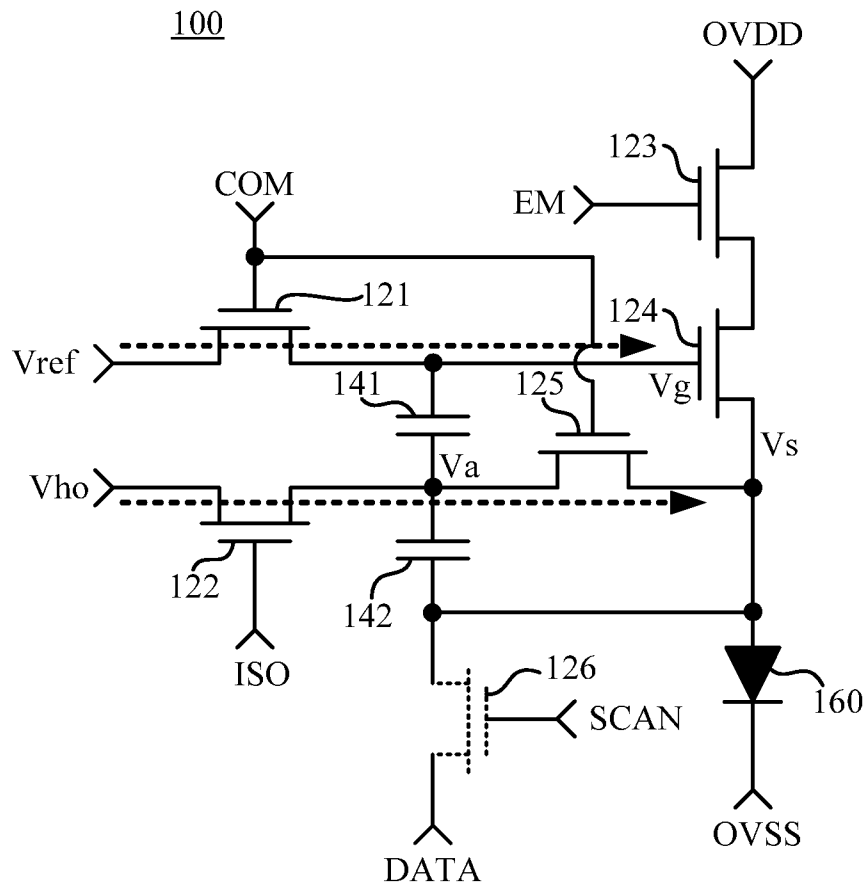 100
OVDD
123
COM
EM
121
124
Vref
141
125
Vg
Vs
Va
Vho
122
142
ISO
126
SCAN
160
OVSS
DATA